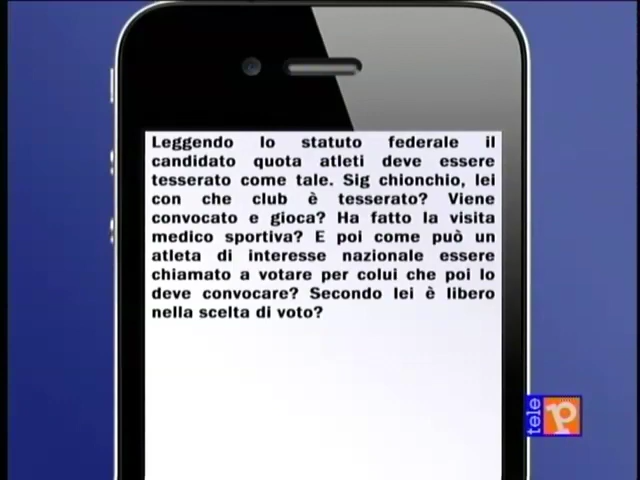 Leggendo lo statuto federale il
candidato quota atleti deve essere
tesserato come tale. Sig chionchio, lei
con che club è tesserato? Viene
convocato e gioca? Ha fatto la visita
medico sportiva? E poi come può un
atleta di interesse nazionale essere
chiamato a votare per colui che poi lo
deve convocare? Secondo lei è libero
nella scelta di voto?
tele p